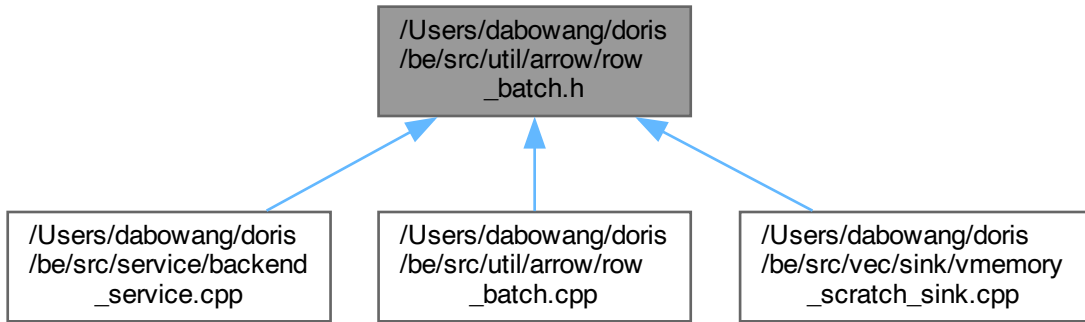 /Users/dabowang/doris
/be/src/util/arrow/row
_batch.h
/Users/dabowang/doris
/be/src/service/backend
_service.cpp
/Users/dabowang/doris
/be/src/util/arrow/row
_batch.cpp
/Users/dabowang/doris
/be/src/vec/sink/vmemory
_scratch_sink.cpp